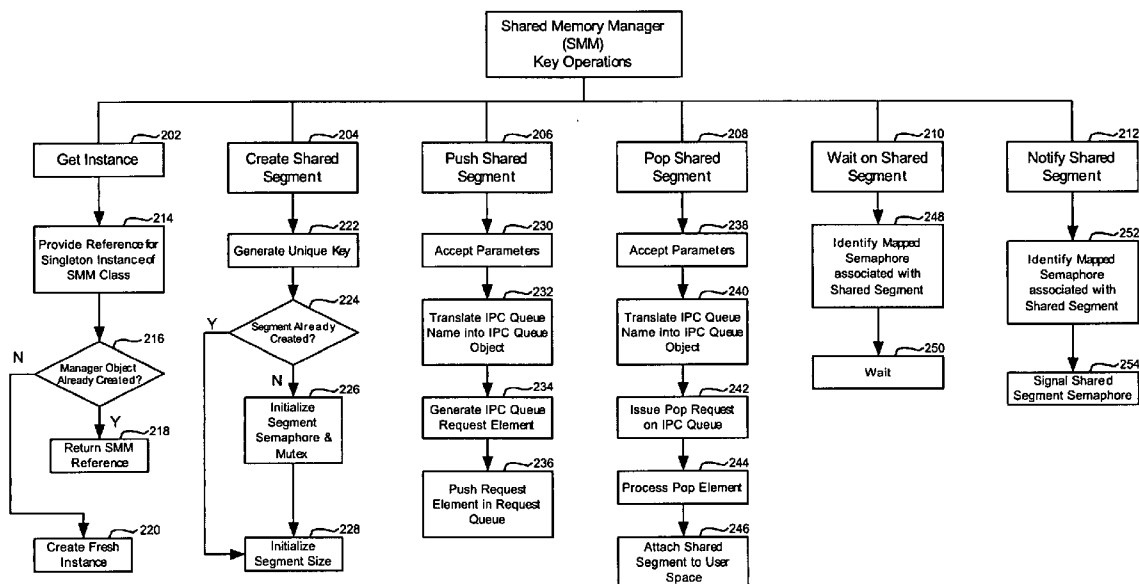 Shared Memory Manager
(SMM)
Key Operations
202
Get Instance
214
Provide Reference for
Singleton Instance of
SMM Class
216
Manager Object
Already Created?
N
Y
218
Return SMM
Reference
220
Create Fresh
Instance
204
Create Shared
Segment
222
Generate Unique Key
224
Segment Already
Created?
Y
N
226
Initialize
Segment
Semaphore &
Mutex
228
Initialize
Segment Size
206
Push Shared
Segment
230
Accept Parameters
232
Translate IPC Queue
Name into IPC Queue
Object
234
Generate IPC Queue
Request Element
236
Push Request
Element in Request
Queue
208
Pop Shared
Segment
238
Accept Parameters
240
Translate IPC Queue
Name into IPC Queue
Object
242
Issue Pop Request
on IPC Queue
244
Process Pop Element
246
Attach Shared
Segment to User
Space
210
Wait on Shared
Segment
248
Identify Mapped
Semaphore
associated with
Shared Segment
250
Wait
212
Notify Shared
Segment
252
Identify Mapped
Semaphore
associated with
Shared Segment
254
Signal Shared
Segment Semaphore